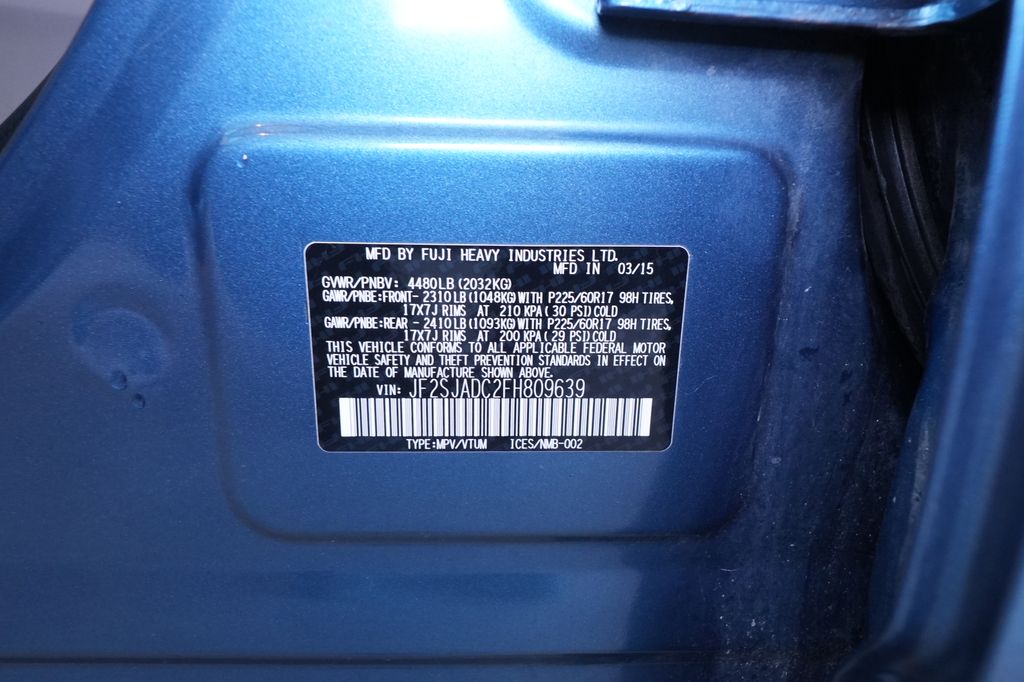 MFD BY FUJI HEAVY INDUSTRIES LTD.
MFD IN 03/15
GVWR/PNBV: 4480LB (2032KG)
GAWR/PNBE:FRONT-2310LB (1048KG) WITH P225/60R17 98H TIRES,
17X7J RIMS AT 210 KPA ( 30 PSI) COLD
GAWR/PNBE:REAR -2410LB (1093KG) WITH P225/60R17 98H TIRES,
17X7J RIMS AT 200 KPA ( 29 PSI) COLD
THIS VEHICLE CONFORMS TO ALL APPLICABLE FEDERAL MOTOR
VEHICLE SAFETY AND THEFT PREVENTION STANDARDS IN EFFECT ON
THE DATE OF MANUFACTURE SHOWN ABOVE.
VIN: JF2SJADC2FH809639
TYPE:MPV/VTUM ICES/NMB-002